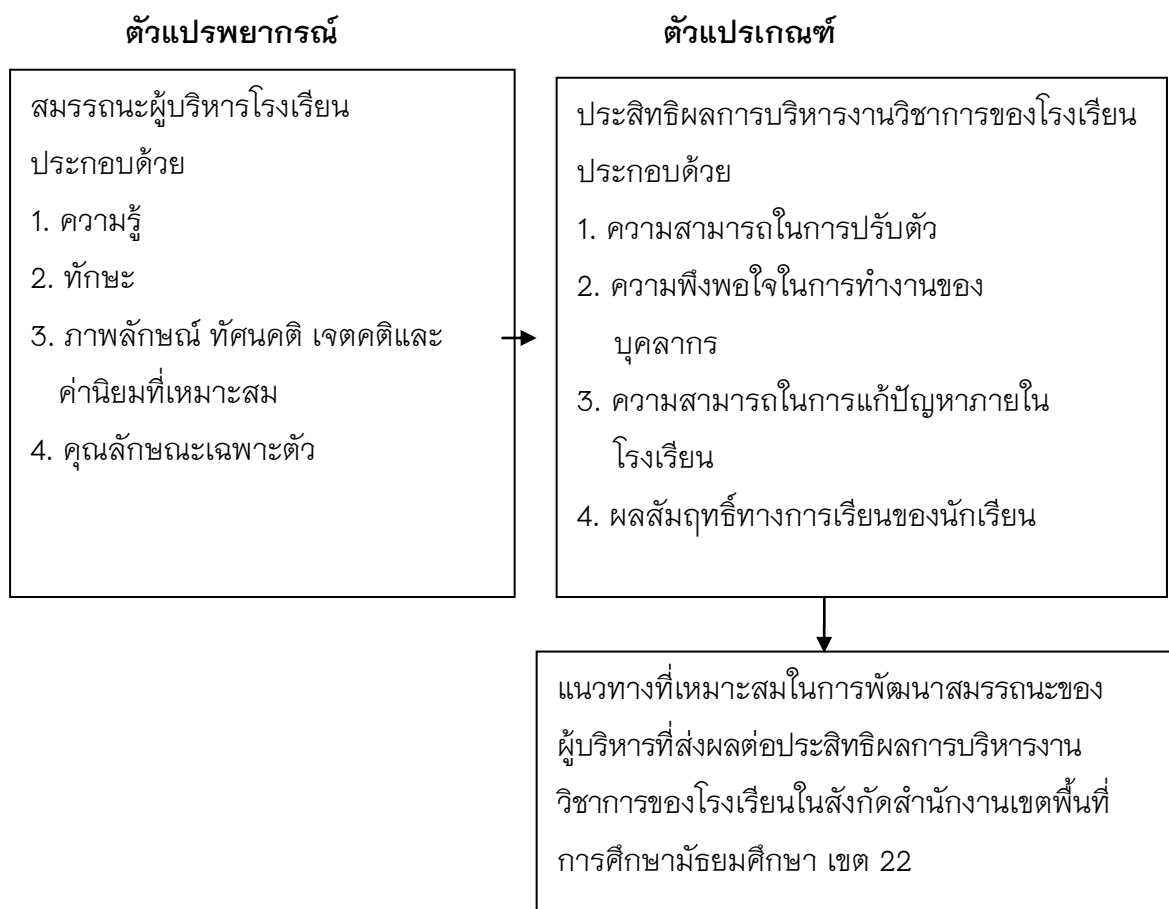 ตัวแปรพยากรณ์
สมรรถนะผู้บริหารโรงเรียน
ประกอบด้วย
1. ความรู้
2. ทักษะ
3. ภาพลักษณ์ ทัศนคติ เจตคติและ
ค่านิยมที่เหมาะสม
4. คุณลักษณะเฉพาะตัว
ตัวแปรเกณฑ์
ประสิทธิผลการบริหารงานวิชาการของโรงเรียน
ประกอบด้วย
1. ความสามารถในการปรับตัว
2. ความพึงพอใจในการทำงานของ
บุคลากร
3. ความสามารถในการแก้ปัญหาภายใน
โรงเรียน
4. ผลสัมฤทธิ์ทางการเรียนของนักเรียน
แนวทางที่เหมาะสมในการพัฒนาสมรรถนะของ
ผู้บริหารที่ส่งผลต่อประสิทธิผลการบริหารงาน
วิชาการของโรงเรียนในสังกัดสำนักงานเขตพื้นที่
การศึกษามัธยมศึกษา เขต 22